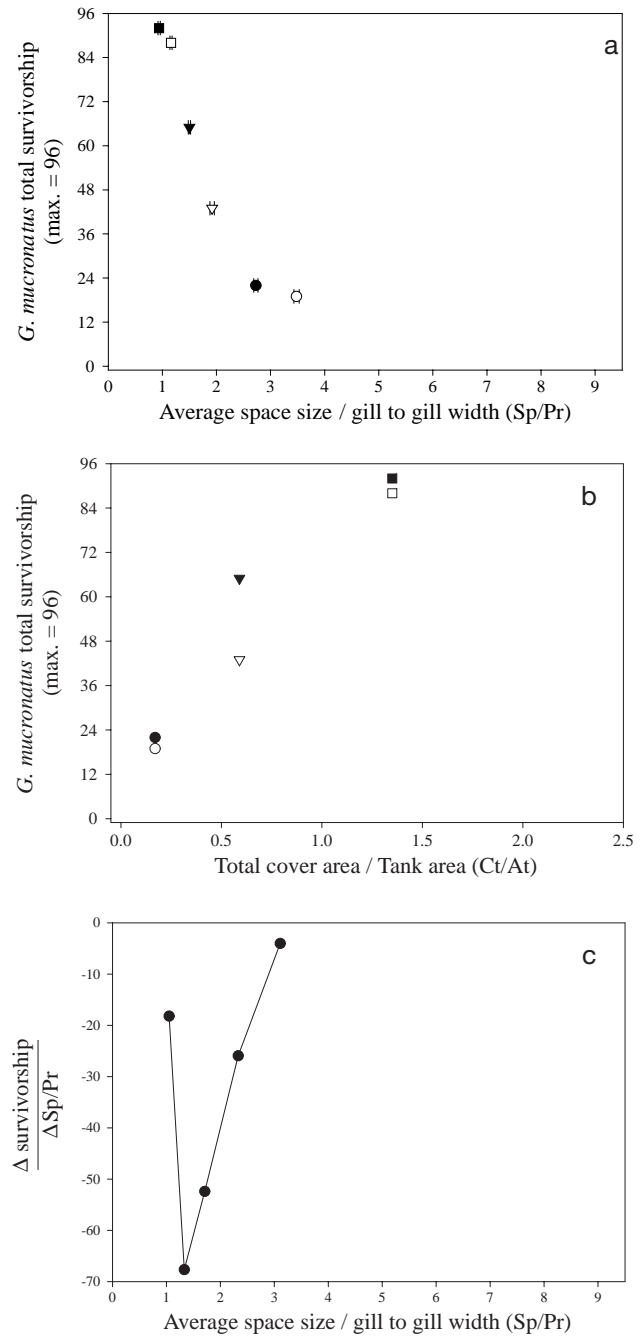 96
84
72
60
48
36
24
12
0
G. mucronatus total survivorship
(max. = 96)
a
0 1 2 3 4 5 6 7 8 9
Average space size / gill to gill width (Sp/Pr)
96
84
72
60
48
36
24
12
0
G. mucronatus total survivorship
(max. = 96)
b
0.0 0.5 1.0 1.5 2.0 2.5
Total cover area / Tank area (Ct/At)
0
-10
-20
-30
-40
-50
-60
-70
Δ survivorship
ΔSp/Pr
c
0 1 2 3 4 5 6 7 8 9
Average space size / gill to gill width (Sp/Pr)